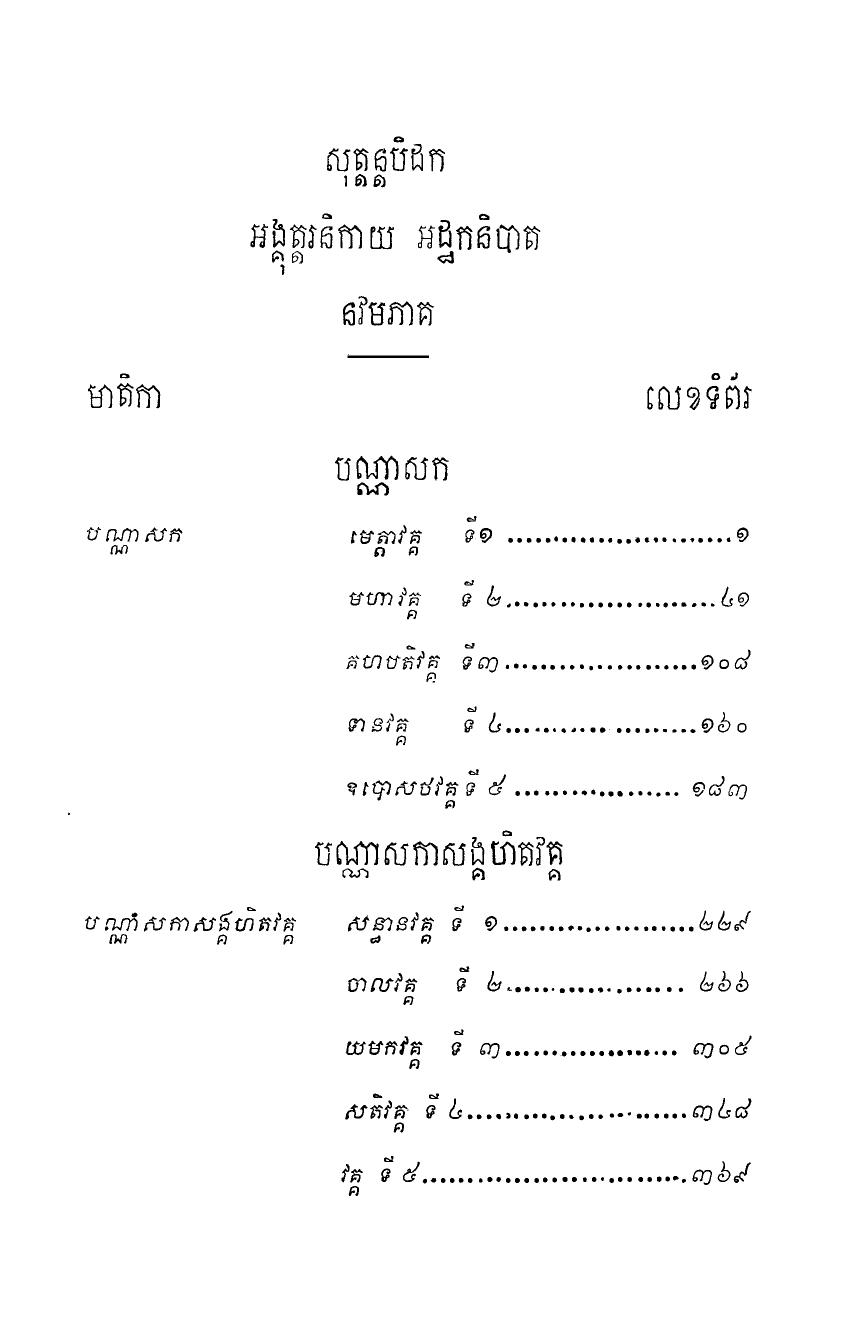 សុត្តន្តបិដក
អង្គុត្តរនិកាយ អដ្ឋកនិបាត
នវមភាគ
មាតិកា លេខទំព័រ
បណ្ណាសក
បណ្ណាសក មេត្តាវគ្គ ទី១ ............................១
មហាវគ្គ ទី ២..........................៤១
គហបតិវគ្គ ទី៣........................១០៨
ទានវគ្គ ទី ៤........................១៦០
ឧបោសថវគ្គទី ៥ ..................... ១៨៣
បណ្ណាសកាសង្គហិតវគ្គ
បណ្ណាំសកាសង្គហិតវគ្គ សន្ធានវគ្គ ទី ១........................២២៩
ចាលវគ្គ ទី ២...................... ២៦៦
យមកវគ្គ ទី ៣...................... ៣០៥
សតិវគ្គ ទី ៤............................៣៤៨
វគ្គ ទី ៥.................................៣៦៩